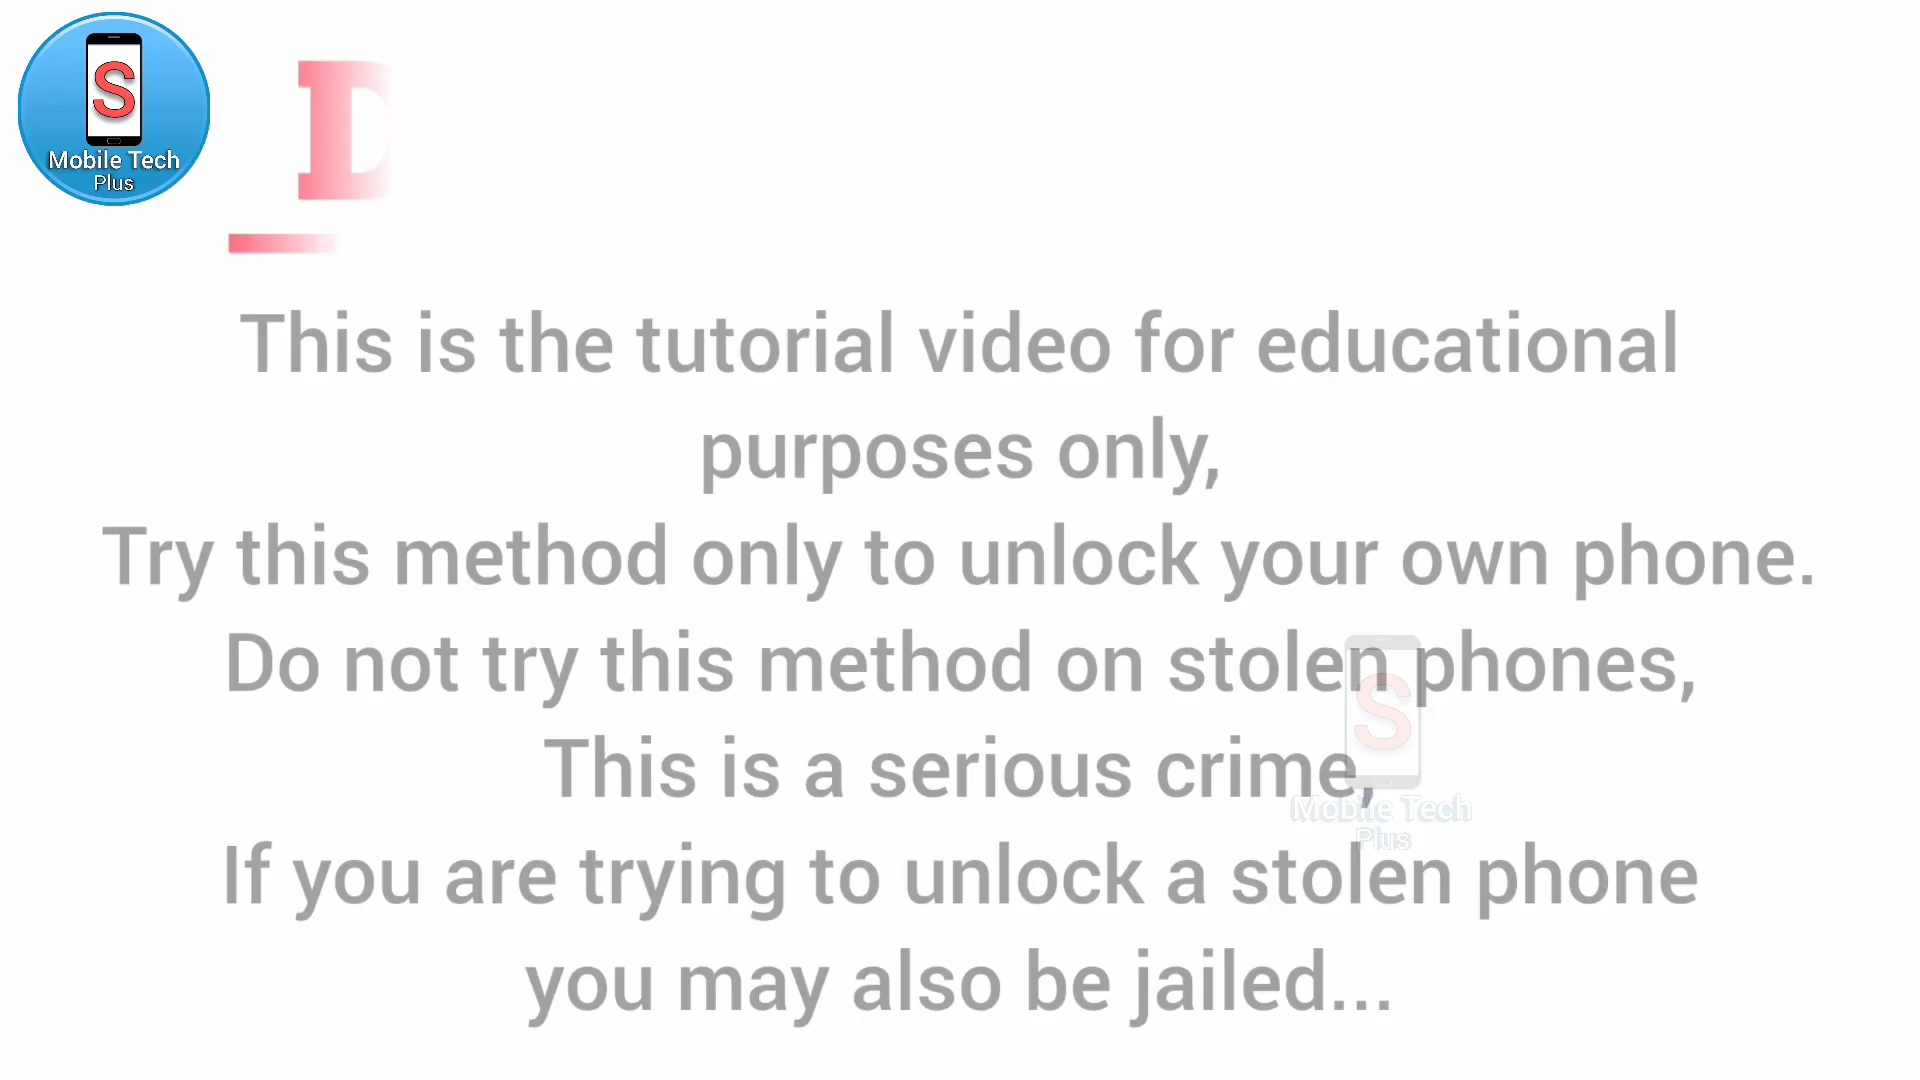 S
Mobile Tech
Plus
D
This is the tutorial video for educational
purposes only,
Try this method only to unlock your own phone.
Do not try this method on stolen phones,
This is a serious crime,
If you are trying to unlock a stolen phone
you may also be jailed...
S
Mobile Tech
Plus